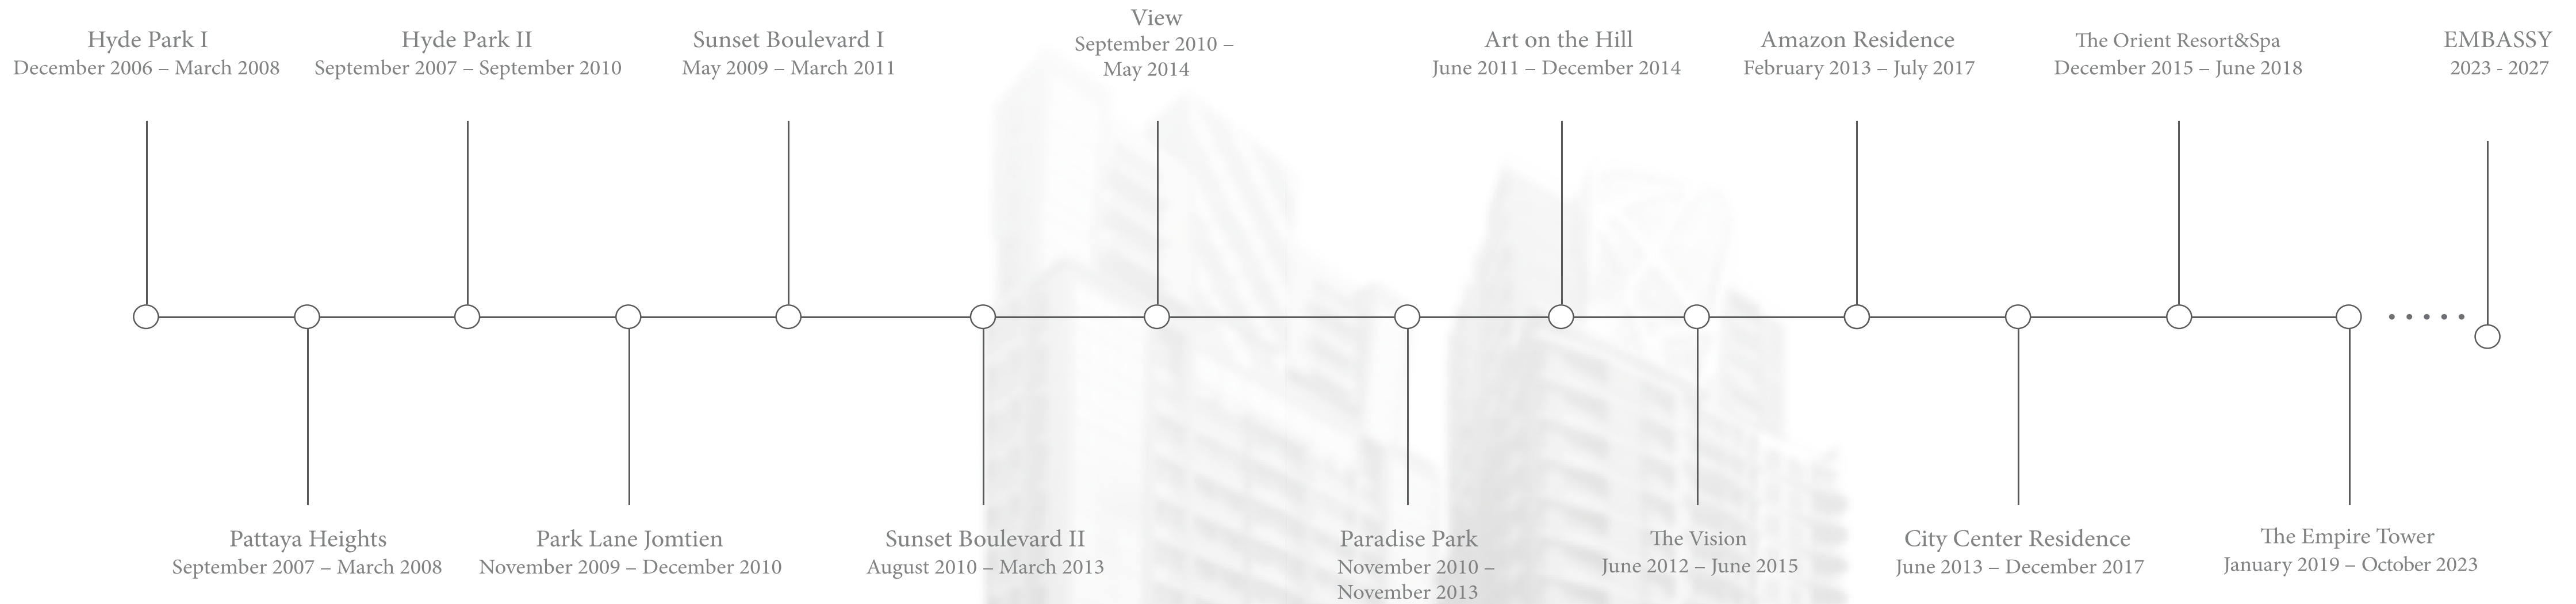 Hyde Park I
December 2006 – March 2008
Hyde Park II
September 2007 – September 2010
Sunset Boulevard I
May 2009 – March 2011
View
September 2010 –
May 2014
Art on the Hill
June 2011 – December 2014
Amazon Residence
February 2013 – July 2017
The Orient Resort&Spa
December 2015 – June 2018
EMBASSY
2023 - 2027
Pattaya Heights
September 2007 – March 2008
Park Lane Jomtien
November 2009 – December 2010
Sunset Boulevard II
August 2010 – March 2013
Paradise Park
November 2010 –
November 2013
The Vision
June 2012 – June 2015
City Center Residence
June 2013 – December 2017
The Empire Tower
January 2019 – October 2023